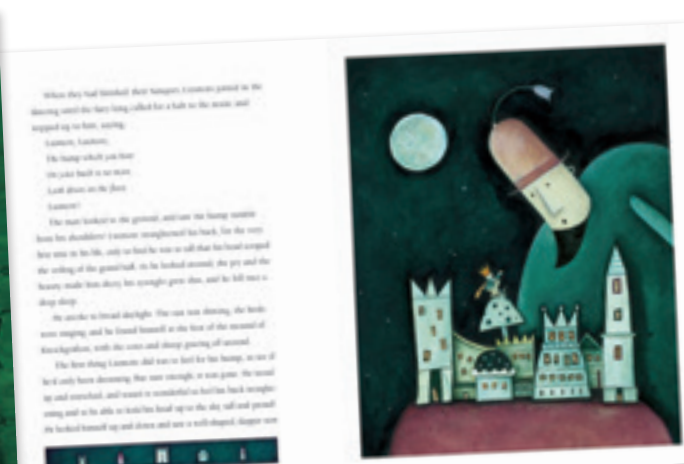 When they had finished their banquet Lusmore joined in the
dancing until the fairy king called for a halt to the music and
stepped up to him, saying,
Lusmore, Lusmore,
The hump which you bore
On your back is no more.
Look down on the floor
Lusmore!
The man looked to the ground, and saw the hump
from his shoulders! Lusmore straightened his back, for the very
first time in his life, only to find he was so tall that his head scraped
the ceiling of the grand hall. As he looked around, the joy and the
beauty made him dizzy, his eyesight grew dim, and he fell into a
deep sleep.
He awoke to broad daylight. The sun was shining, the birds
were singing and he found himself at the foot of the mound of
Knockgrafton, with the cows and sheep grazing all around.
The first thing Lusmore did was to feel for his hump, to see if
he'd only been dreaming. But sure enough, it was gone. He stood
up and stretched, and wasn't it wonderful to feel his back straight
and to be able to hold his head up to the sky tall and proud.
He looked himself up and down and saw a well-shaped, dapper